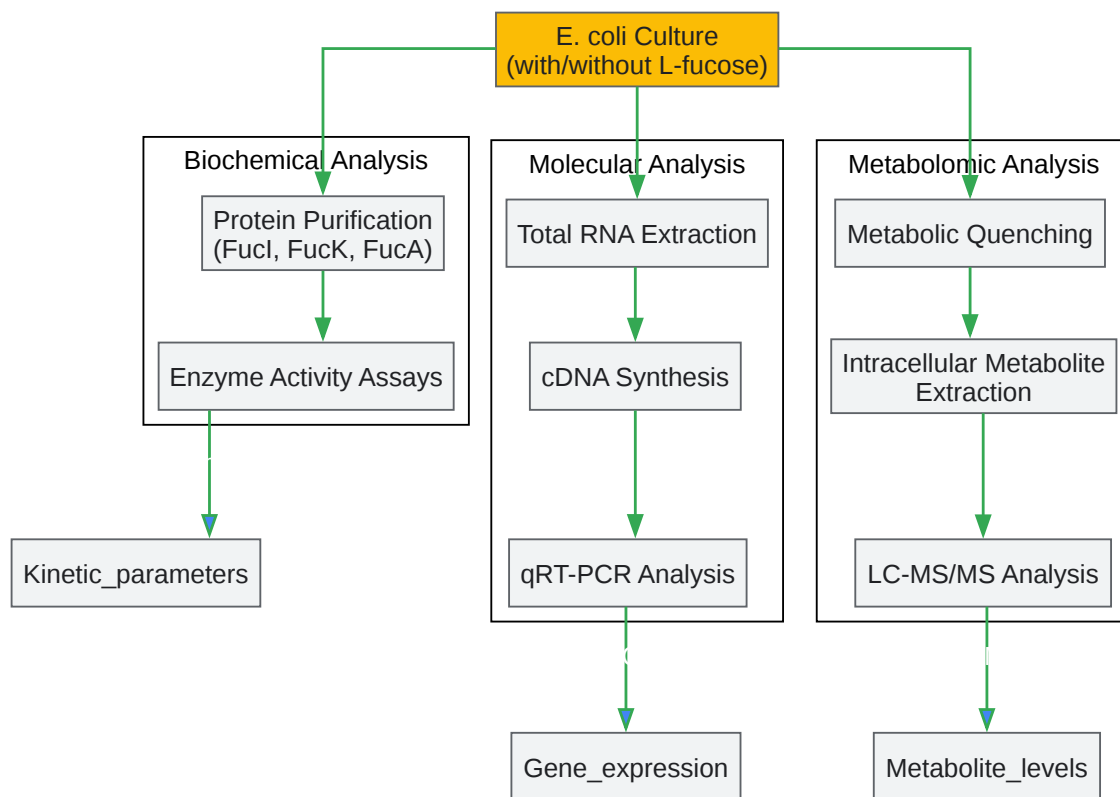 E. coli Culture
(with/without L-fucose)
Biochemical Analysis
Protein Purification
(FucI, FucK, FucA)
Enzyme Activity Assays
Kinetic_parameters
Molecular Analysis
Total RNA Extraction
cDNA Synthesis
qRT-PCR Analysis
Gene_expression
Metabolomic Analysis
Metabolic Quenching
Intracellular Metabolite
Extraction
LC-MS/MS Analysis
Metabolite_levels